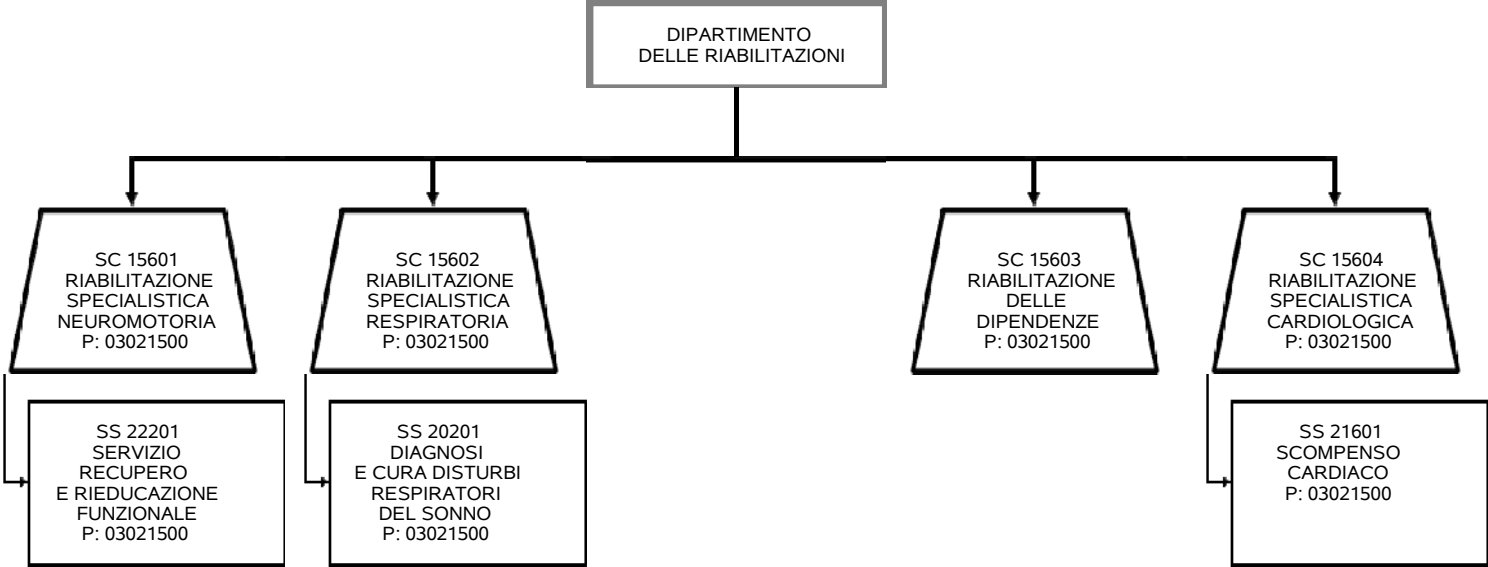 DIPARTIMENTO
DELLE RIABILITAZIONI
SC 15601
RIABILITAZIONE
SPECIALISTICA
NEUROMOTORIA
P: 03021500
SC 15602
RIABILITAZIONE
SPECIALISTICA
RESPIRATORIA
P: 03021500
SC 15603
RIABILITAZIONE
DELLE
DIPENDENZE
P: 03021500
SC 15604
RIABILITAZIONE
SPECIALISTICA
CARDIOLOGICA
P: 03021500
SS 22201
SERVIZIO
RECUPERO
E RIEDUCAZIONE
FUNZIONALE
P: 03021500
SS 20201
DIAGNOSI
E CURA DISTURBI
RESPIRATORI
DEL SONNO
P: 03021500
SS 21601
SCOMPENSO
CARDIACO
P: 03021500